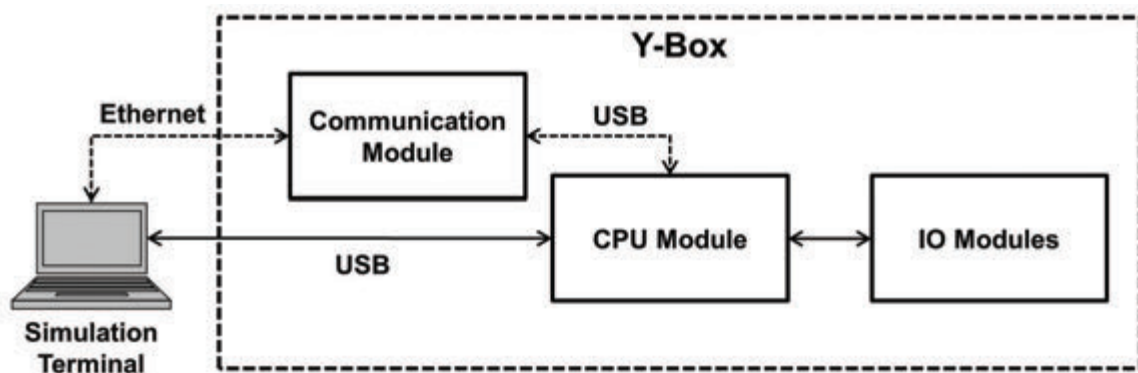 Y-Box
Ethernet
Communication
Module
USB
CPU Module
IO Modules
USB
Simulation
Terminal